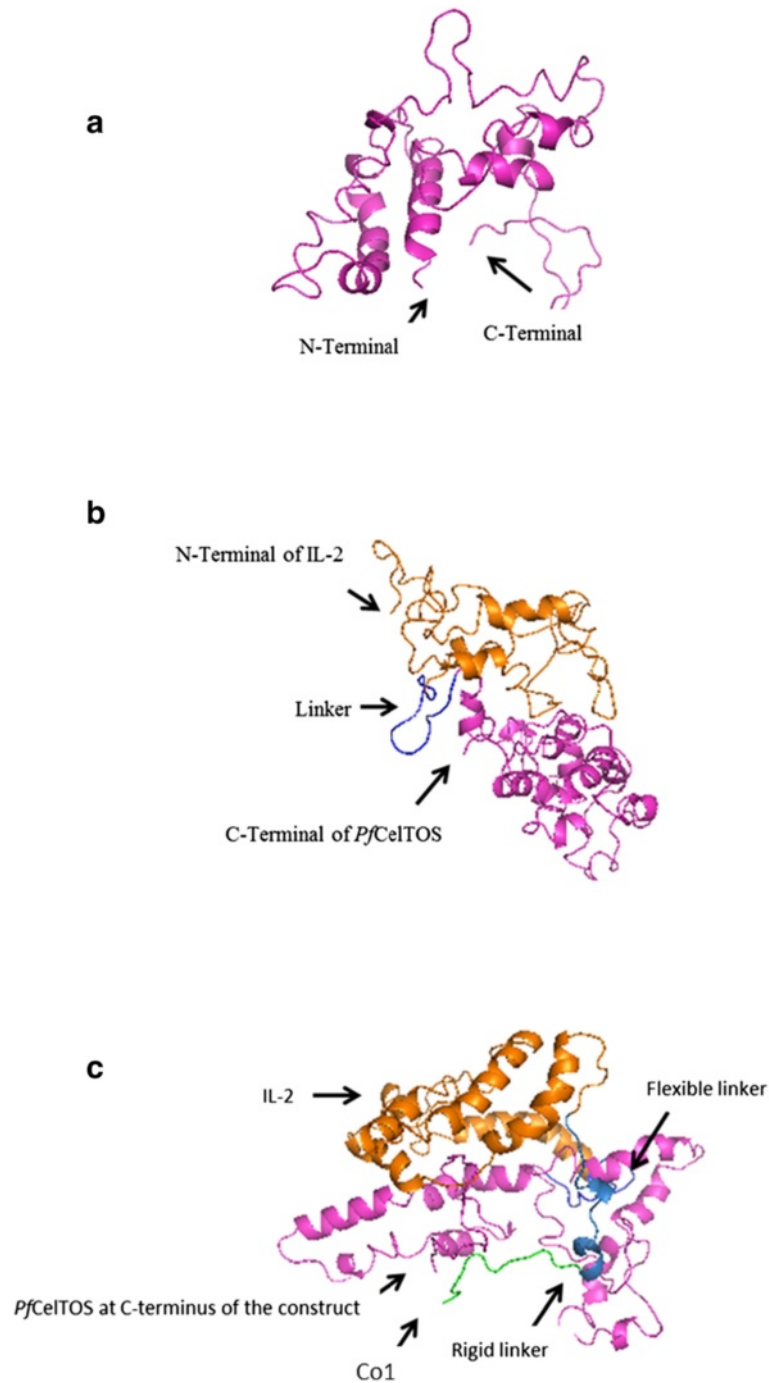 a
N-Terminal
C-Terminal
b
N-Terminal of IL-2
Linker
C-Terminal of PfCelTOS
c
IL-2
Flexible linker
PfCelTOS at C-terminus of the construct
Rigid linker
Co1